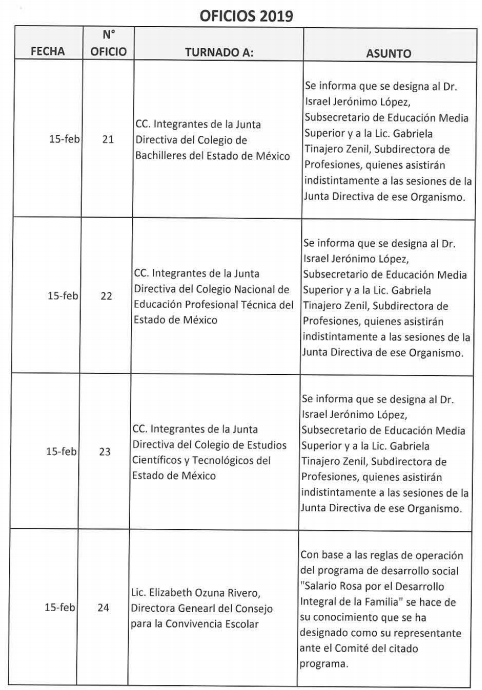 OFICIOS 2019
FECHA
N°
OFICIO
TURNADO A:
ASUNTO
15-feb
21
CC. Integrantes de la Junta
Directiva del Colegio de
Bachilleres del Estado de México
Se informa que se designa al Dr.
Israel Jerónimo López,
Subsecretario de Educación Media
Superior y a la Lic. Gabriela
Tinajero Zenil, Subdirectora de
Profesiones, quienes asistirán
indistintamente a las sesiones de la
Junta Directiva de ese Organismo.
15-feb
22
CC. Integrantes de la Junta
Directiva del Colegio Nacional de
Educación Profesional Técnica del
Estado de México
Se informa que se designa al Dr.
Israel Jerónimo López,
Subsecretario de Educación Media
Superior y a la Lic. Gabriela
Tinajero Zenil, Subdirectora de
Profesiones, quienes asistirán
indistintamente a las sesiones de la
Junta Directiva de ese Organismo.
15-feb
23
CC. Integrantes de la Junta
Directiva del Colegio de Estudios
Científicos y Tecnológicos del
Estado de México
Se informa que se designa al Dr.
Israel Jerónimo López,
Subsecretario de Educación Media
Superior y a la Lic. Gabriela
Tinajero Zenil, Subdirectora de
Profesiones, quienes asistirán
indistintamente a las sesiones de la
Junta Directiva de ese Organismo.
15-feb
24
Lic. Elizabeth Ozuna Rivero,
Directora Genearl del Consejo
para la Convivencia Escolar
Con base a las reglas de operación
del programa de desarrollo social
"Salario Rosa por el Desarrollo
Integral de la Familia" se hace de
su conocimiento que se ha
designado como su representante
ante el Comité del citado
programa.